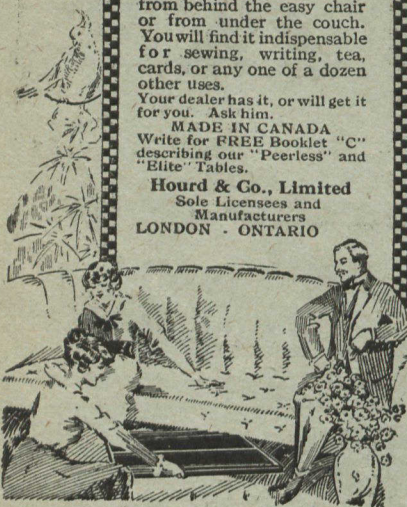 from behind the easy chair
or from under the couch.
You will find it indispensable
for sewing, writing, tea,
cards, or any one of a dozen
other uses.
Your dealer has it, or will get it
for you. Ask him.
MADE IN CANADA
Write for FREE Booklet "C"
describing our "Peerless" and
"Elite" Tables.
Hourd & Co., Limited
Sole Licensees and
Manufacturers
LONDON - ONTARIO